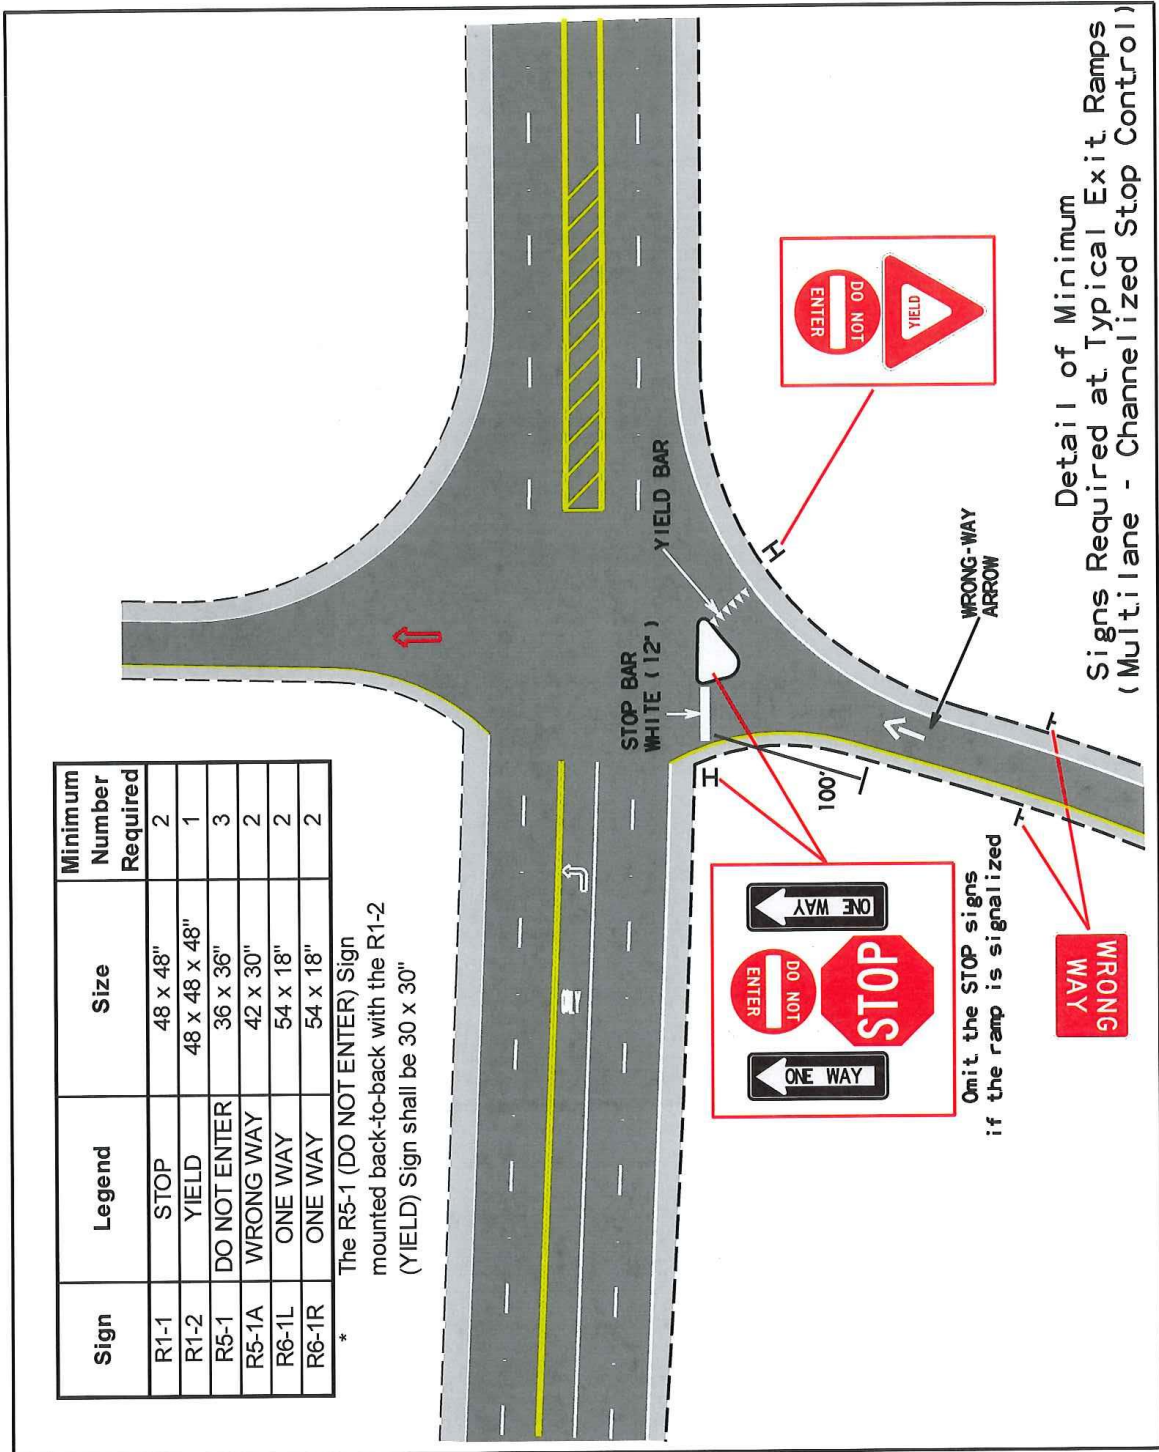 Sign Legend Size Minimum Number Required
R1-1 STOP 48 x 48" 2
R1-2 YIELD 48 x 48 x 48" 1
R5-1 DO NOT ENTER 36 x 36" 3
R5-1A WRONG WAY 42 x 30" 2
R6-1L ONE WAY 54 x 18" 2
R6-1R ONE WAY 54 x 18" 2
* The R5-1 (DO NOT ENTER) Sign
mounted back-to-back with the R1-2
(YIELD) Sign shall be 30 x 30"
STOP BAR
WHITE (12")
YIELD BAR
100'
ONE WAY
DO NOT
ENTER
STOP
ONE WAY
Omit the STOP signs
if the ramp is signalized
WRONG
WAY
WRONG-WAY
ARROW
DO NOT
ENTER
YIELD
Detail of Minimum
Signs Required at Typical Exit Ramps
(Multilane - Channelized Stop Control)